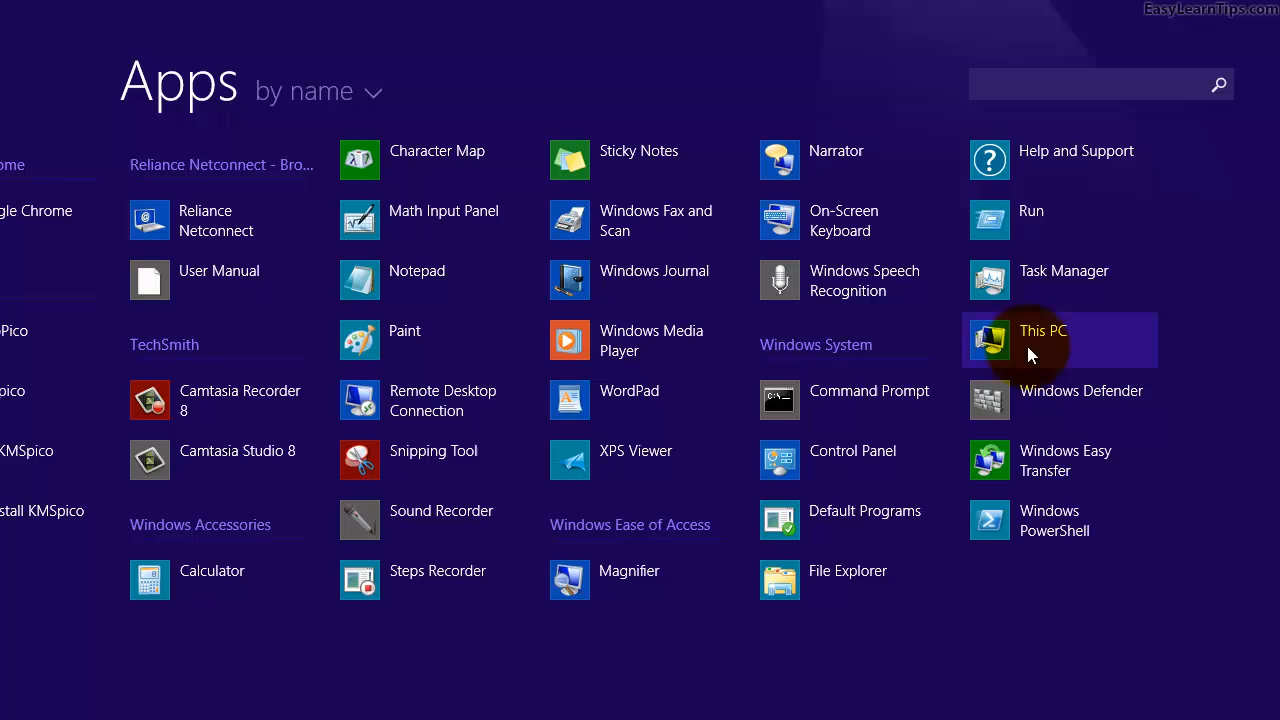 EasyLearnTips.com
Apps by name
ome
gle Chrome
oPico
pico
KMSpico
stall KMSpico
Reliance Netconnect - Bro...
Reliance
Netconnect
User Manual
TechSmith
Camtasia Recorder
8
Camtasia Studio 8
Windows Accessories
Calculator
Character Map
Math Input Panel
Notepad
Paint
Remote Desktop
Connection
Snipping Tool
Sound Recorder
Steps Recorder
Sticky Notes
Windows Fax and
Scan
Windows Journal
Windows Media
Player
WordPad
XPS Viewer
Windows Ease of Access
Magnifier
Narrator
On-Screen
Keyboard
Windows Speech
Recognition
Windows System
Command Prompt
Control Panel
Default Programs
File Explorer
Help and Support
Run
Task Manager
This PC
Windows Defender
Windows Easy
Transfer
Windows
PowerShell